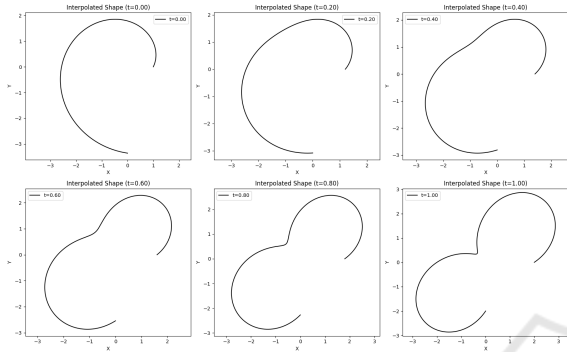 Interpolated Shape (t=0.00)
Interpolated Shape (t=0.20)
Interpolated Shape (t=0.40)
t=0.00
t=0.20
t=0.40
2
1
0
−1
−2
−3
Y
2
1
0
−1
−2
−3
Y
2
1
0
−1
−2
−3
Y
−3 −2 −1 0 1 2
−3 −2 −1 0 1 2
−3 −2 −1 0 1 2
X
X
X
Interpolated Shape (t=0.60)
Interpolated Shape (t=0.80)
Interpolated Shape (t=1.00)
t=0.60
t=0.80
t=1.00
2
1
0
−1
−2
−3
Y
2
1
0
−1
−2
−3
Y
3
2
1
0
−1
−2
−3
Y
−3 −2 −1 0 1 2
−3 −2 −1 0 1 2 3
−3 −2 −1 0 1 2 3
X
X
X